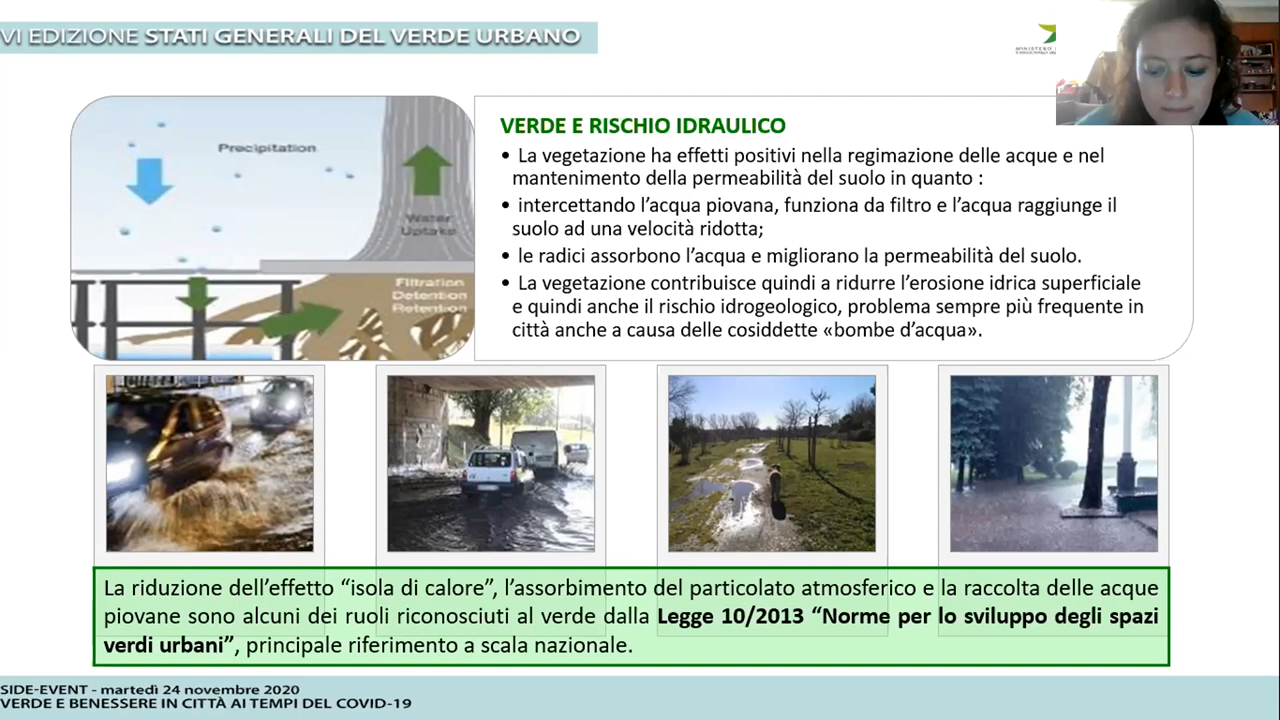 VI EDIZIONE STATI GENERALI DEL VERDE URBANO
Precipitation
Water
Uptake
Filtration
Detention
Retention
VERDE E RISCHIO IDRAULICO
• La vegetazione ha effetti positivi nella regimazione delle acque e nel
mantenimento della permeabilità del suolo in quanto :
• intercettando l’acqua piovana, funziona da filtro e l’acqua raggiunge il
suolo ad una velocità ridotta;
• le radici assorbono l’acqua e migliorano la permeabilità del suolo.
• La vegetazione contribuisce quindi a ridurre l’erosione idrica superficiale
e quindi anche il rischio idrogeologico, problema sempre più frequente in
città anche a causa delle cosiddette «bombe d’acqua».
La riduzione dell’effetto “isola di calore”, l’assorbimento del particolato atmosferico e la raccolta delle acque
piovane sono alcuni dei ruoli riconosciuti al verde dalla Legge 10/2013 “Norme per lo sviluppo degli spazi
verdi urbani”, principale riferimento a scala nazionale.
SIDE-EVENT - martedì 24 novembre 2020
VERDE E BENESSERE IN CITTÀ AI TEMPI DEL COVID-19